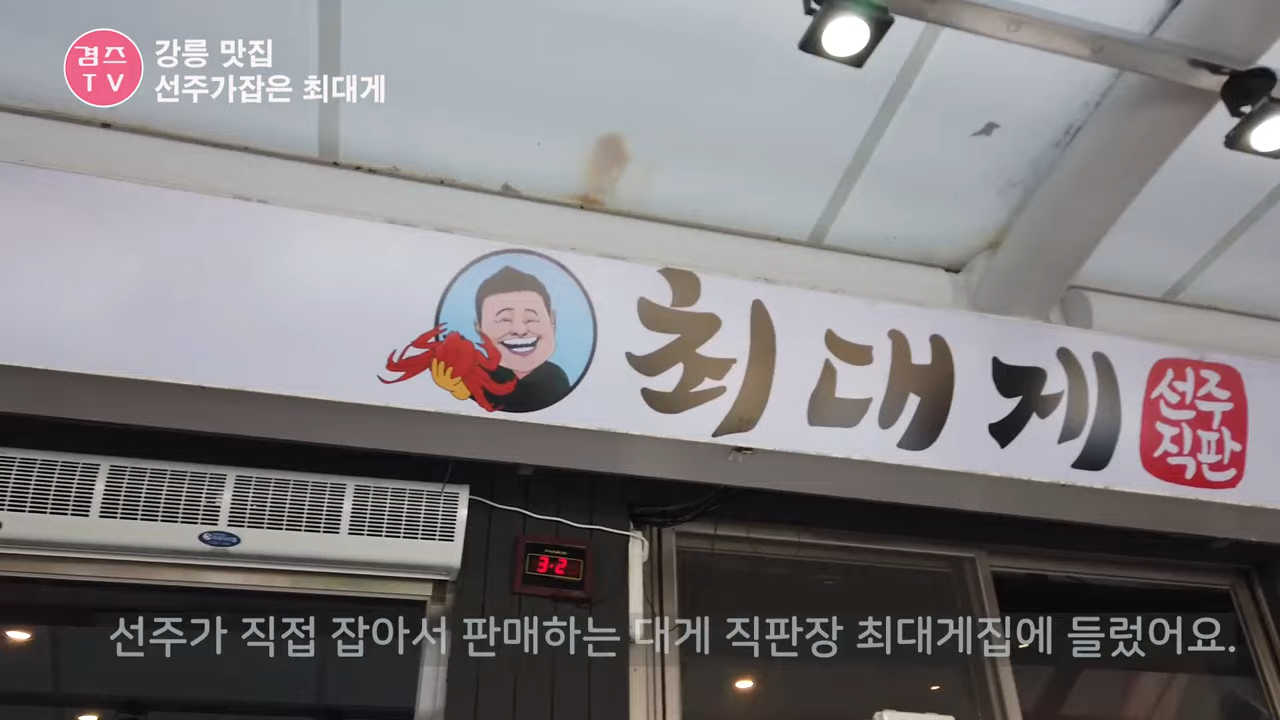 겸즈
TV
강릉 맛집
선주가잡은 최대게
최대게
선주
직판
3:2
선주가 직접 잡아서 판매하는 대게 직판장 최대게집에 들렀어요.